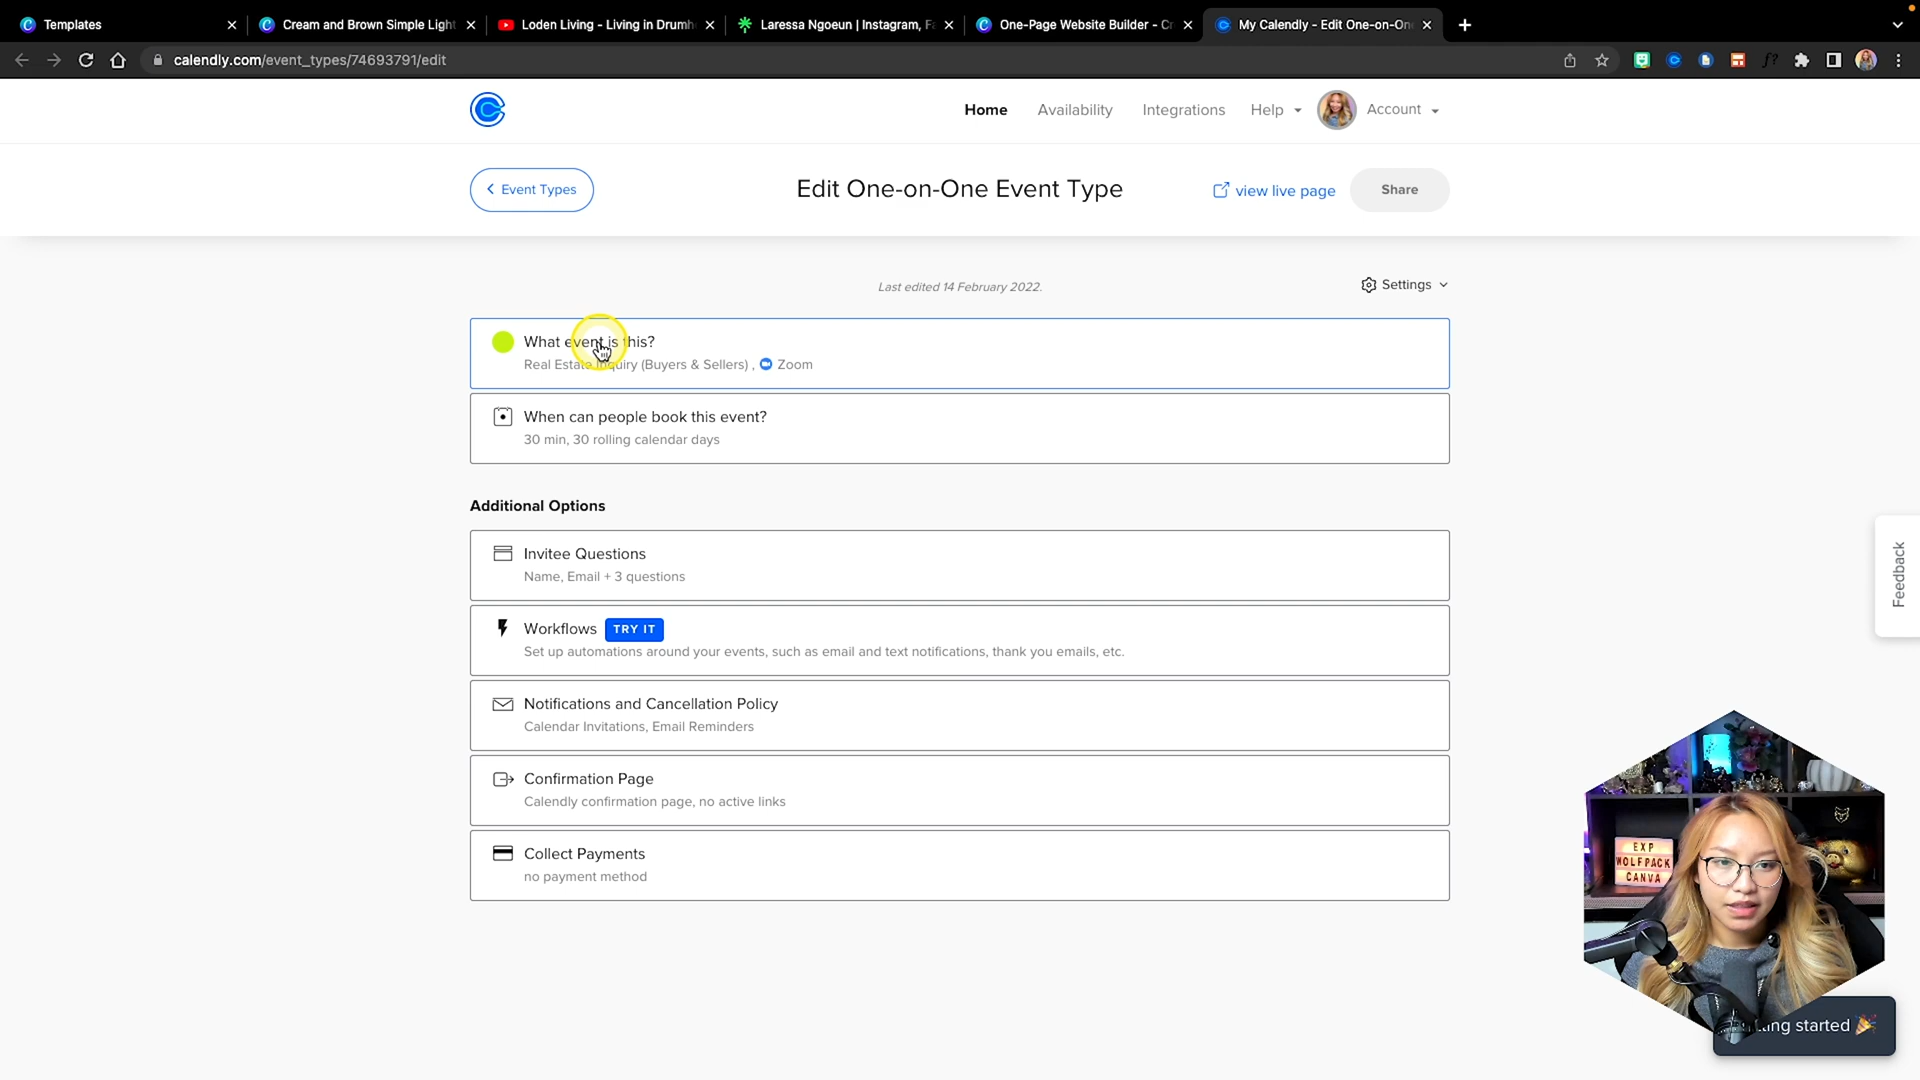 Templates
Cream and Brown Simple Light
Loden Living - Living in Drumh
Laressa Ngoeun | Instagram, Fa
One-Page Website Builder - Cr
My Calendly - Edit One-on-On
calendly.com/event_types/74693791/edit
Home
Availability
Integrations
Help
Account
Event Types
Edit One-on-One Event Type
view live page
Share
Last edited 14 February 2022.
Settings
What event is this?
Real Estate Inquiry (Buyers & Sellers) , Zoom
When can people book this event?
30 min, 30 rolling calendar days
Additional Options
Invitee Questions
Name, Email + 3 questions
Workflows TRY IT
Set up automations around your events, such as email and text notifications, thank you emails, etc.
Notifications and Cancellation Policy
Calendar Invitations, Email Reminders
Confirmation Page
Calendly confirmation page, no active links
Collect Payments
no payment method
Feedback
EXP
WOLFPACK
CANVA
started